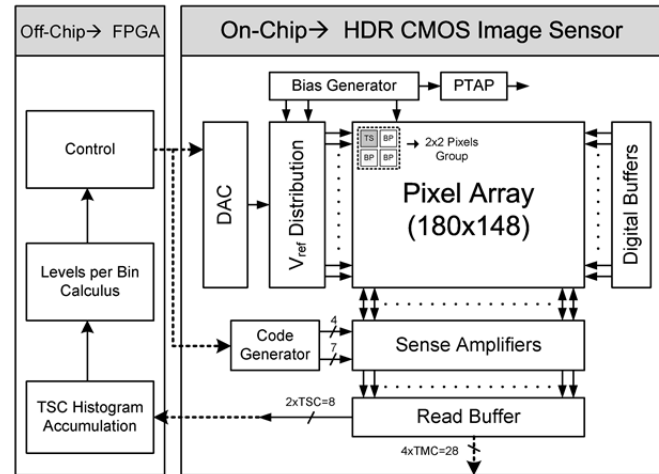 Off-Chip→ FPGA
On-Chip→ HDR CMOS Image Sensor
Bias Generator
PTAP
Control
DAC
Vref Distribution
TS BP
BP BP
→ 2x2 Pixels
Group
Pixel Array
(180x148)
Digital Buffers
Levels per Bin
Calculus
Code
Generator
4
7
Sense Amplifiers
TSC Histogram
Accumulation
2xTSC=8
Read Buffer
4xTMC=28